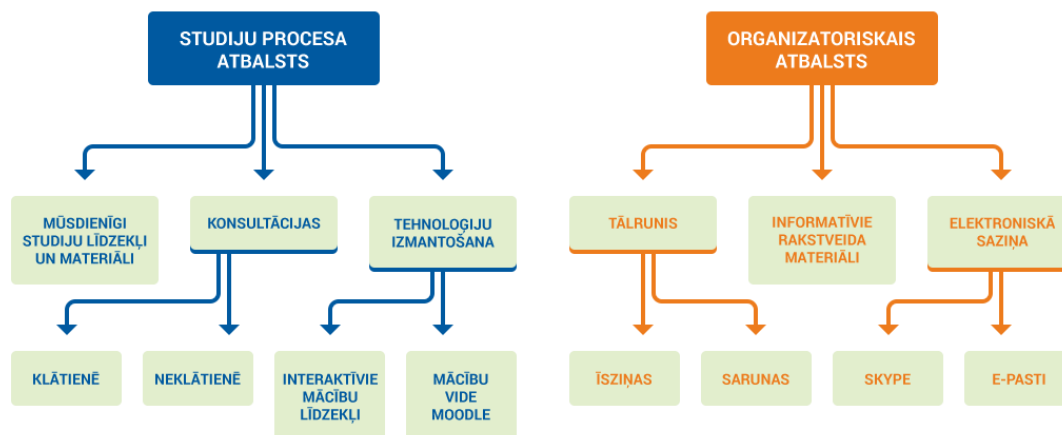 STUDIJU PROCESA
ATBALSTS
ORGANIZATORISKAIS
ATBALSTS
MŪSDIENĪGI
STUDIJU LĪDZEKĻI
UN MATERIĀLI
KONSULTĀCIJAS
TEHNOĻOĢIJU
IZMANTOŠANA
TĀLRUNIS
INFORMATĪVIE
RAKSTVEIDA
MATERIĀLI
ELEKTRONISKĀ
SAZIŅA
KLĀTIENĒ
NEKLĀTIENĒ
INTERAKTĪVIE
MĀCĪBU
LĪDZEKĻI
MĀCĪBU
VIDE
MOODLE
ĪSZIŅAS
SARUNAS
SKYPE
E-PASTI